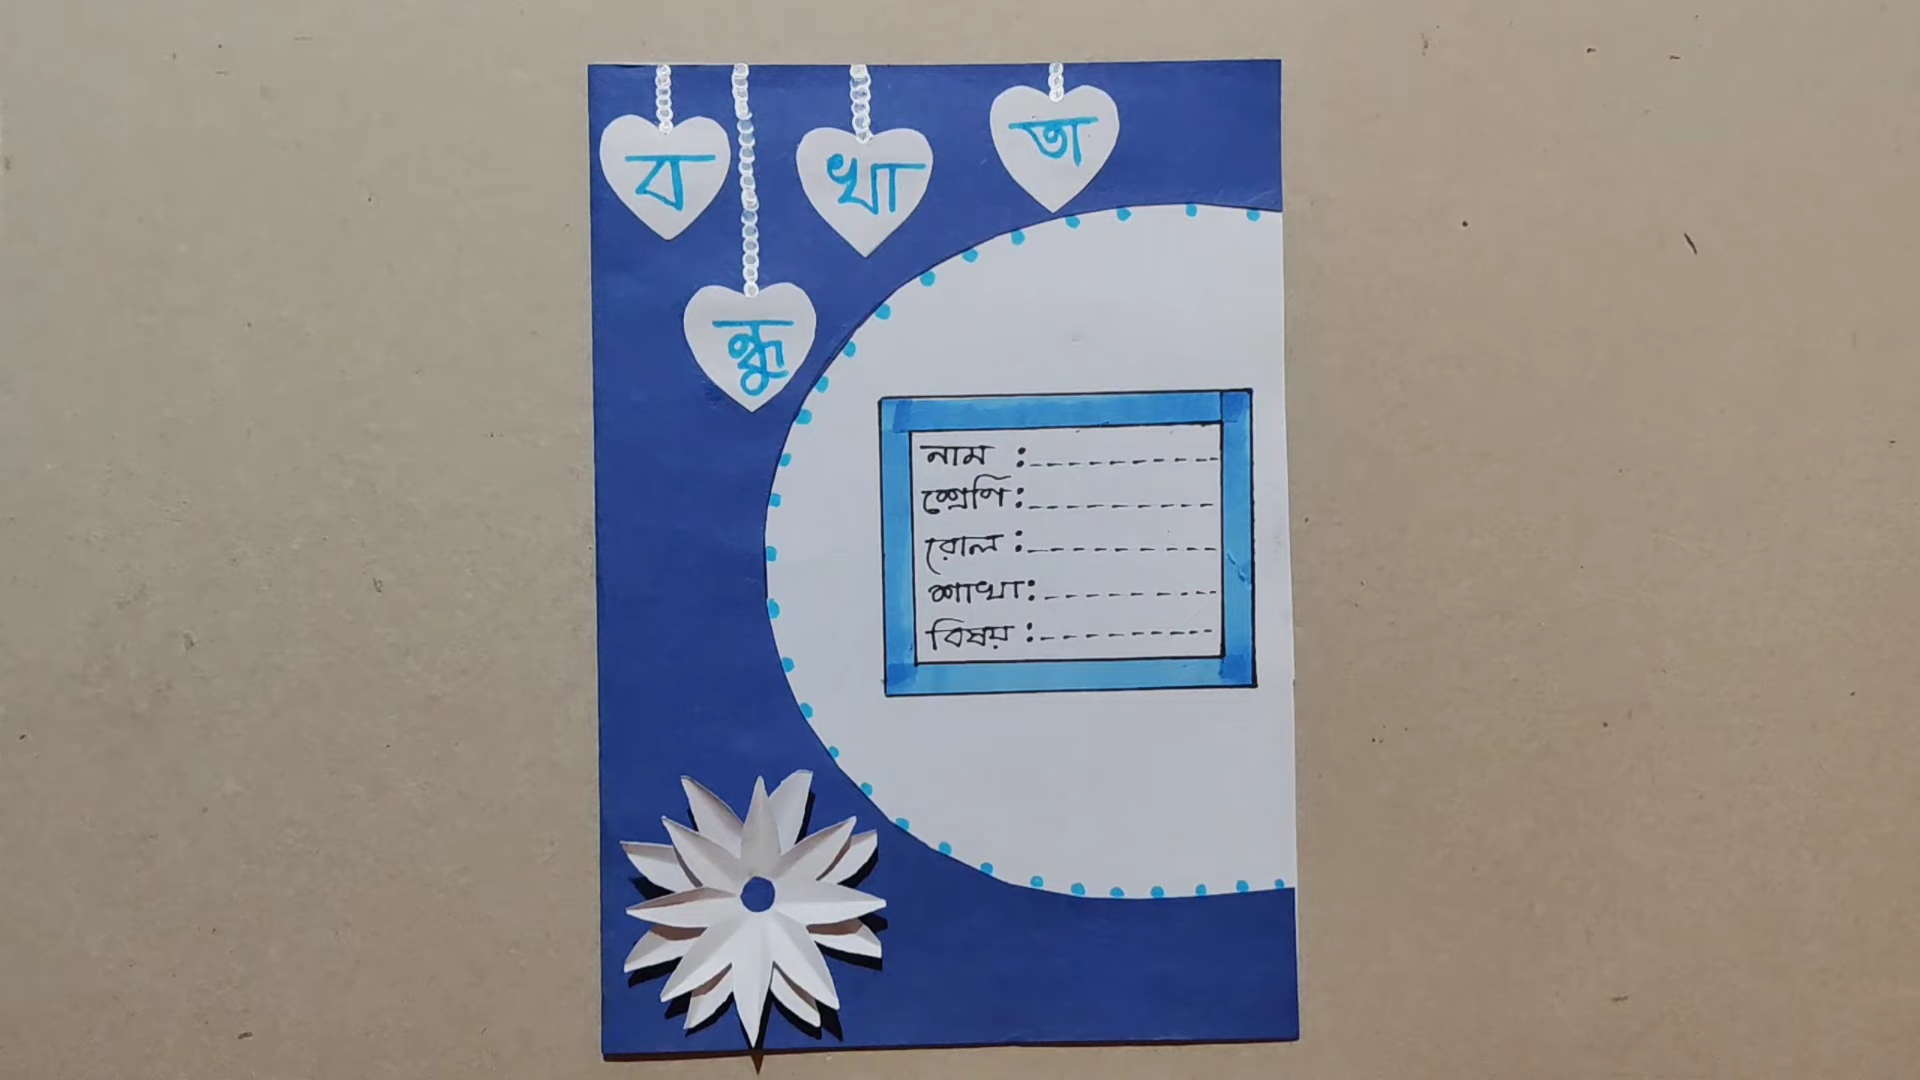 ব
ন্ধু
খা
তা
নাম :
শ্রেণি :
রোল :
শাখা:
বিষয় :